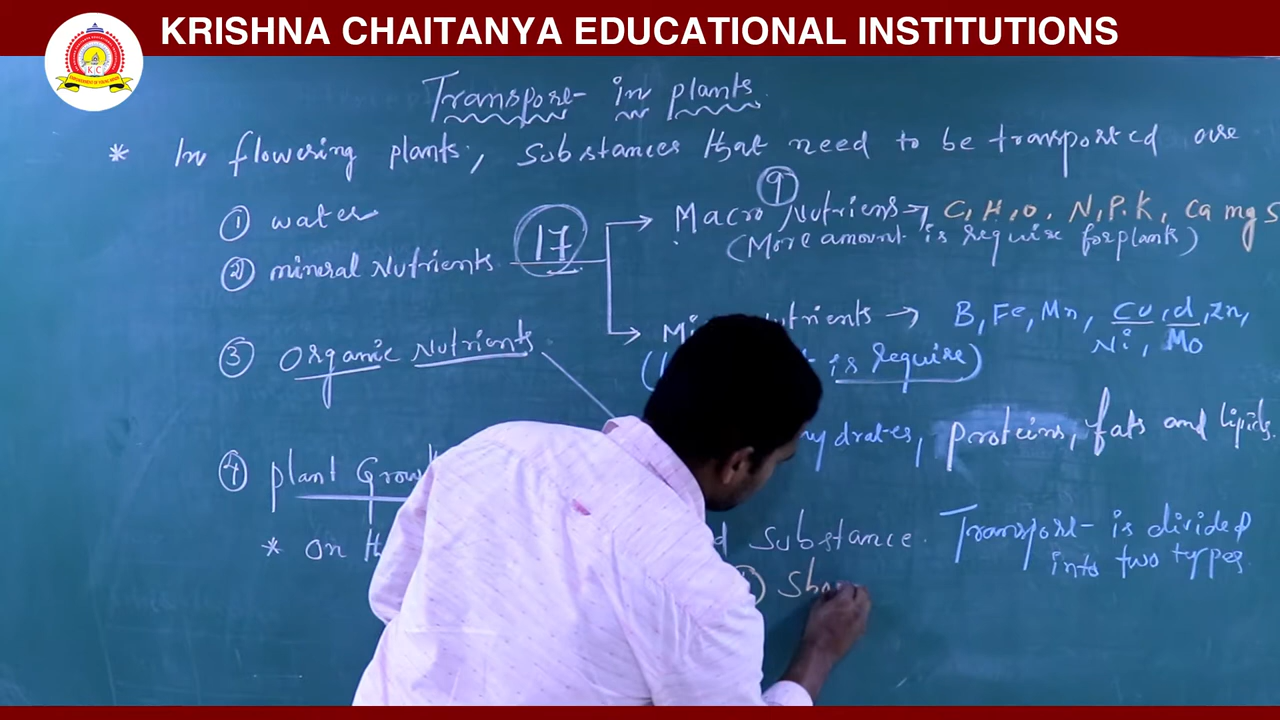 KRISHNA CHAITANYA EDUCATIONAL INSTITUTIONS
K.C
Transport in plants
* In flowering plants, substances that need to be transported are
① water
② mineral Nutrients
17
9
Macro Nutrients → C, H, O, N, P, K, Ca mg S
(More amount is require for plants)
Nutrients → B, Fe, Mn, Cu, Cl, Zn,
Ni, Mo
is require)
③ Organic Nutrients
drates, proteins, fats and lipids.
④ plant Grow
* on substance. Transport is divided
into two types.
① Sho